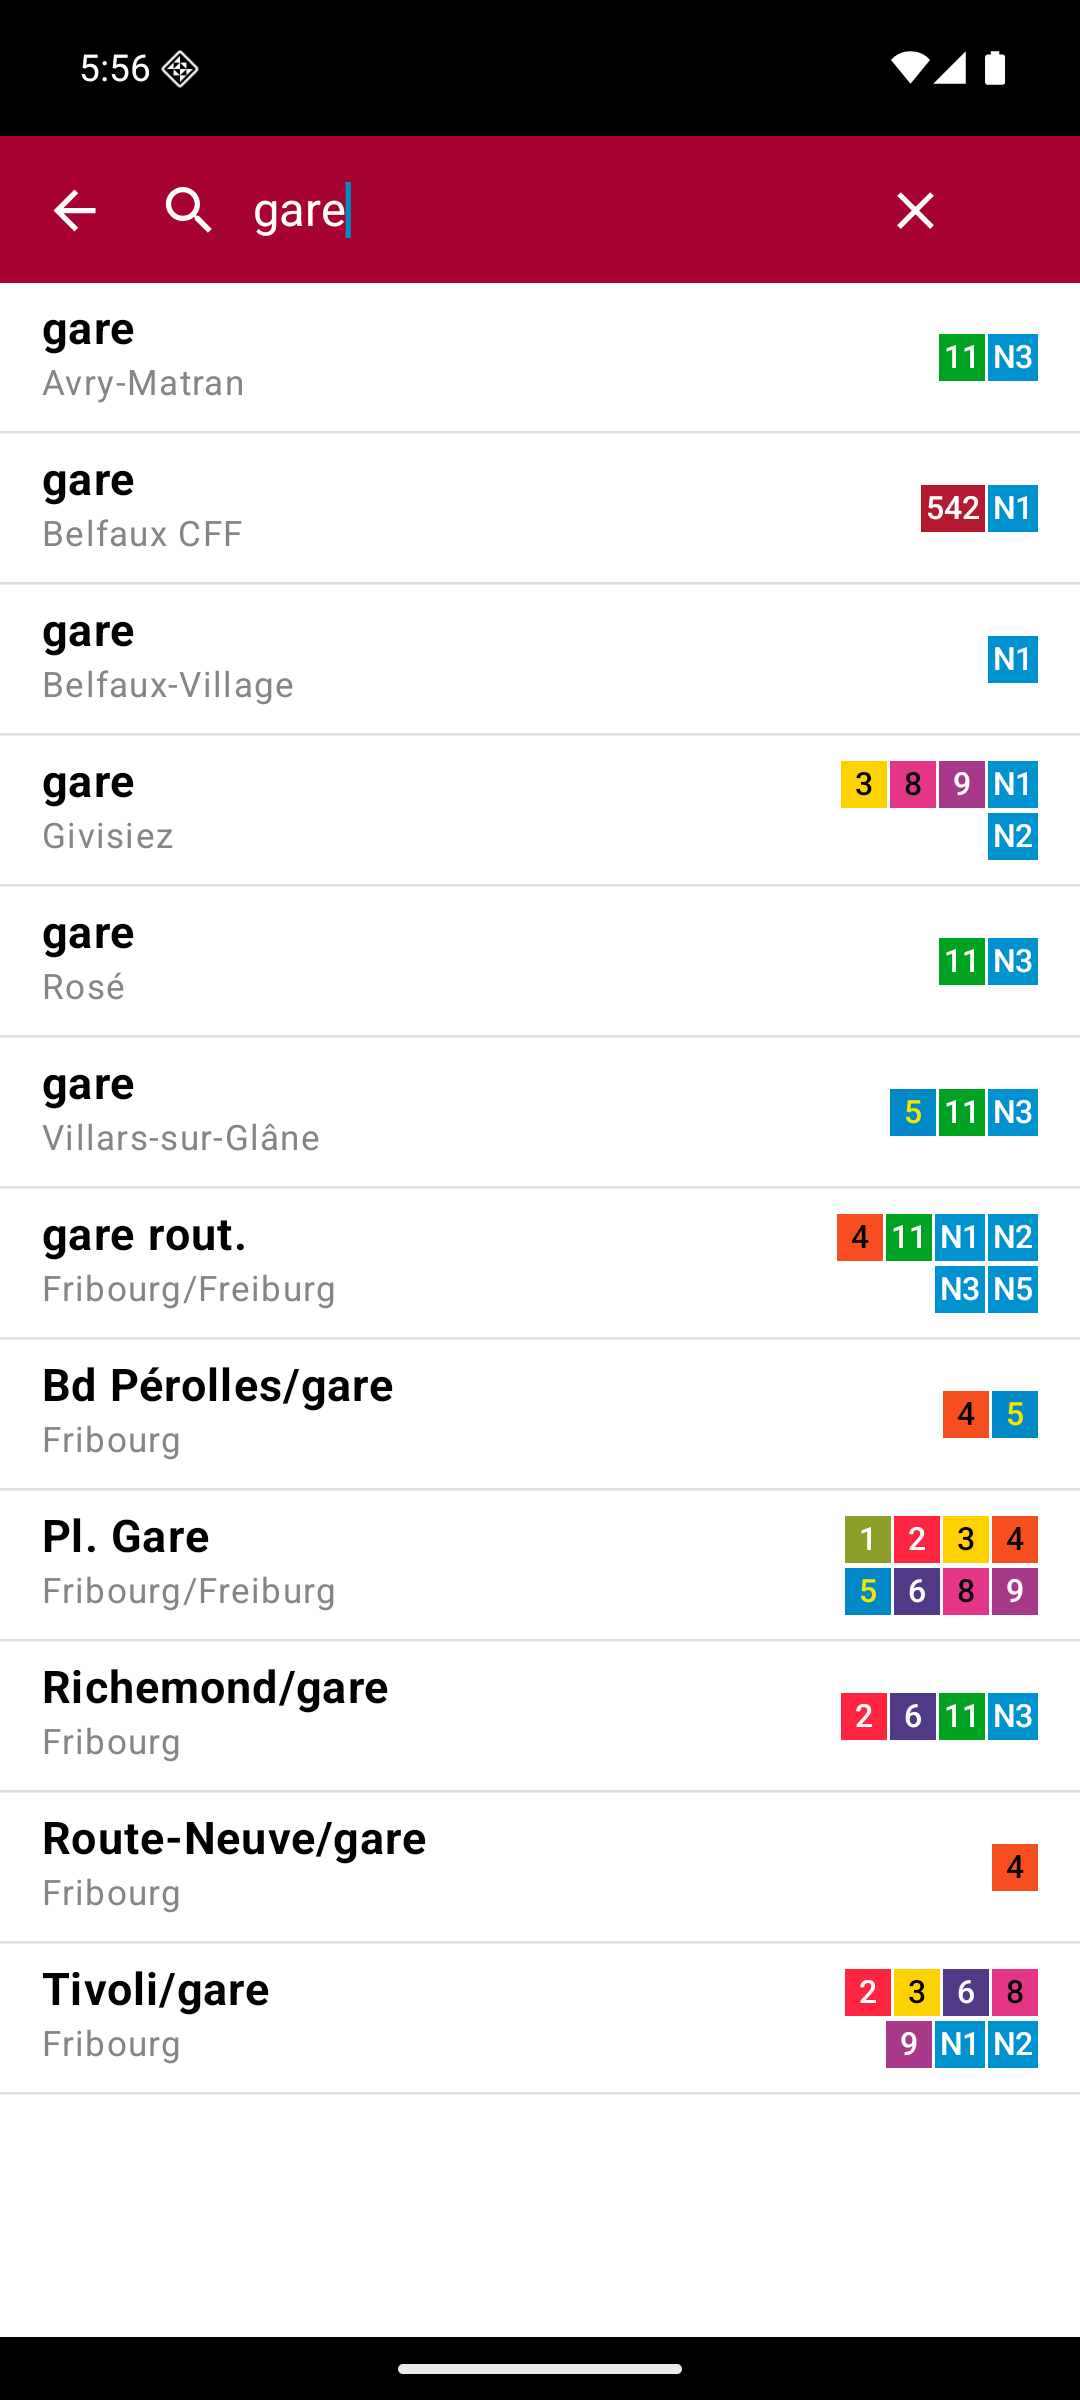 5:56
gare
gare
Avry-Matran
11 N3
gare
Belfaux CFF
542 N1
gare
Belfaux-Village
N1
gare
Givisiez
3 8 9 N1
N2
gare
Rosé
11 N3
gare
Villars-sur-Glâne
5 11 N3
gare rout.
Fribourg/Freiburg
4 11 N1 N2
N3 N5
Bd Pérolles/gare
Fribourg
4 5
Pl. Gare
Fribourg/Freiburg
1 2 3 4
5 6 8 9
Richemond/gare
Fribourg
2 6 11 N3
Route-Neuve/gare
Fribourg
4
Tivoli/gare
Fribourg
2 3 6 8
9 N1 N2